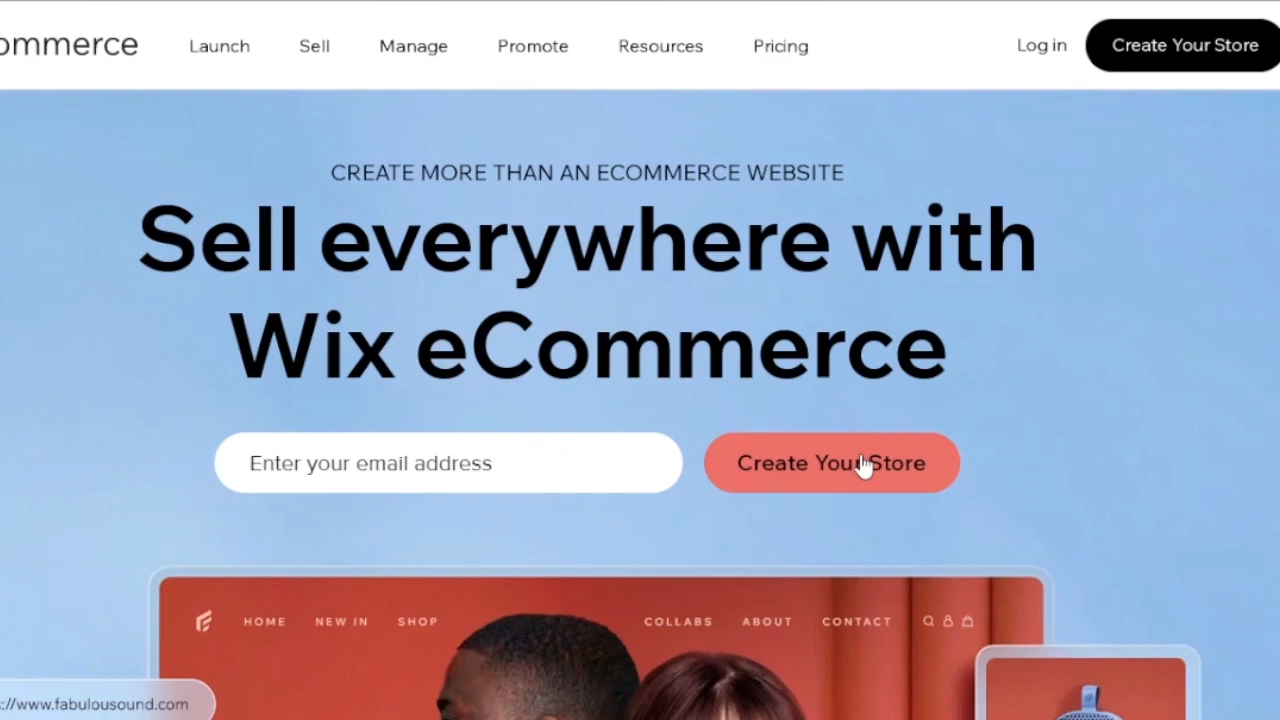 ommerce
Launch Sell Manage Promote Resources Pricing Log in Create Your Store
CREATE MORE THAN AN ECOMMERCE WEBSITE
Sell everywhere with
Wix eCommerce
Enter your email address Create Your Store
HOME NEW IN SHOP COLLABS ABOUT CONTACT
s://www.fabulousound.com